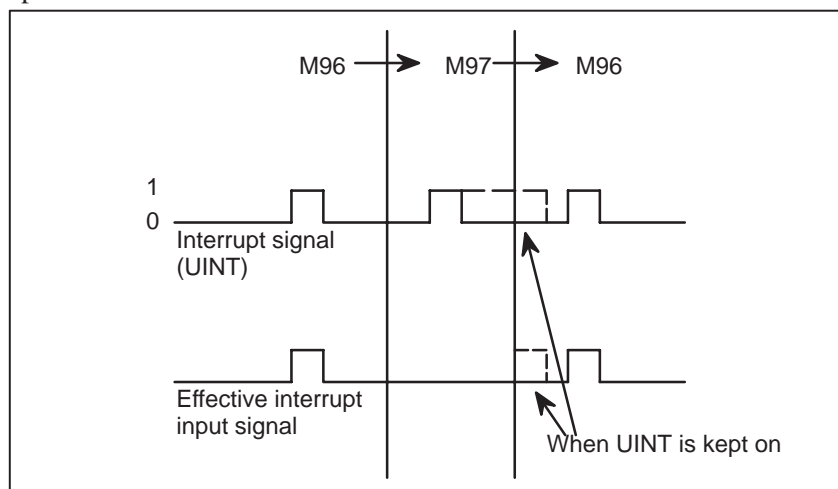 M96 M97 M96
1
0
Interrupt signal
(UINT)
Effective interrupt
input signal
When UINT is kept on